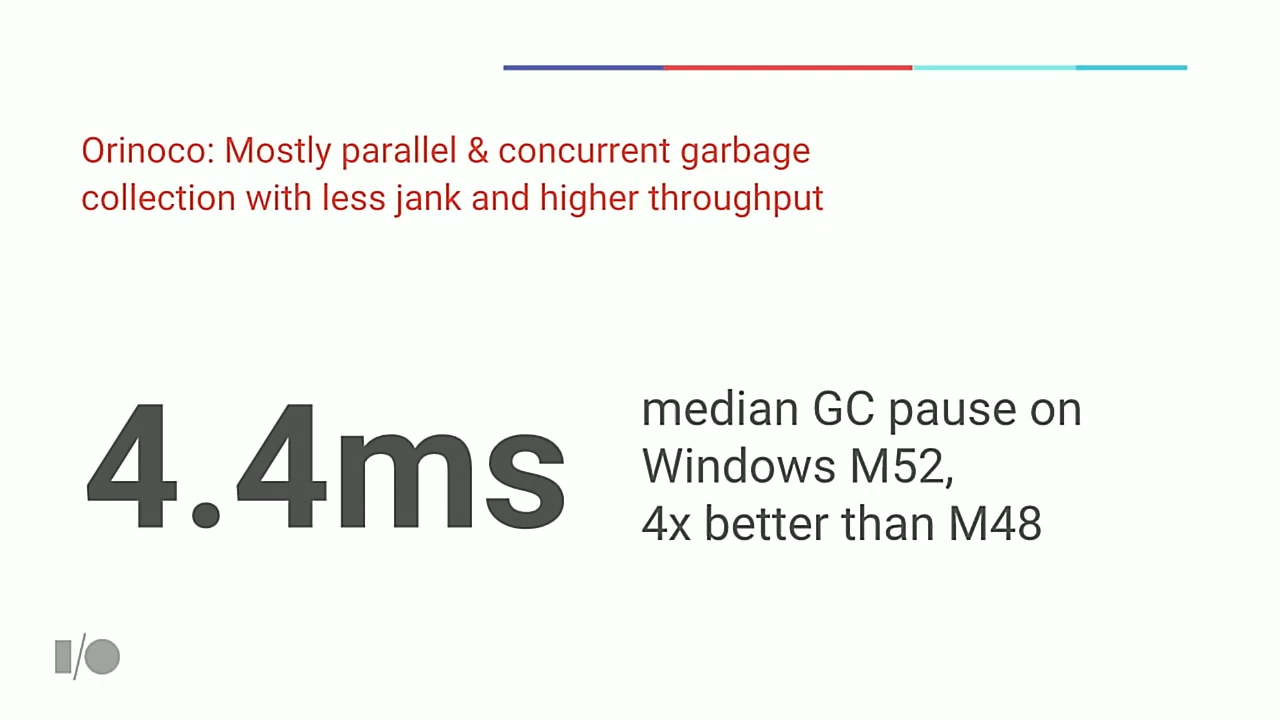 Orinoco: Mostly parallel & concurrent garbage
collection with less jank and higher throughput
4.4ms
median GC pause on
Windows M52,
4x better than M48
I/O